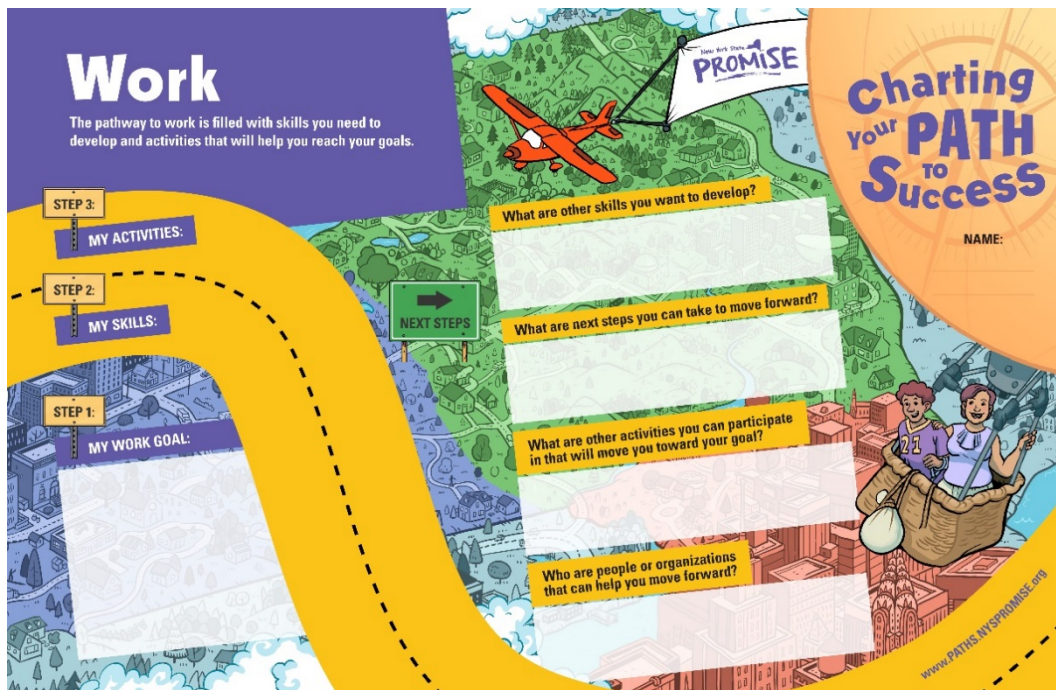 Work
The pathway to work is filled with skills you need to
develop and activities that will help you reach your goals.
STEP 3:
MY ACTIVITIES:
STEP 2:
MY SKILLS:
STEP 1:
MY WORK GOAL:
NEXT STEPS
New York State
PROMISE
What are other skills you want to develop?
What are next steps you can take to move forward?
What are other activities you can participate
in that will move you toward your goal?
Who are people or organizations
that can help you move forward?
Charting
Your PATH
TO
Success
NAME:
21
www.PATHS.NYSPROMISE.org